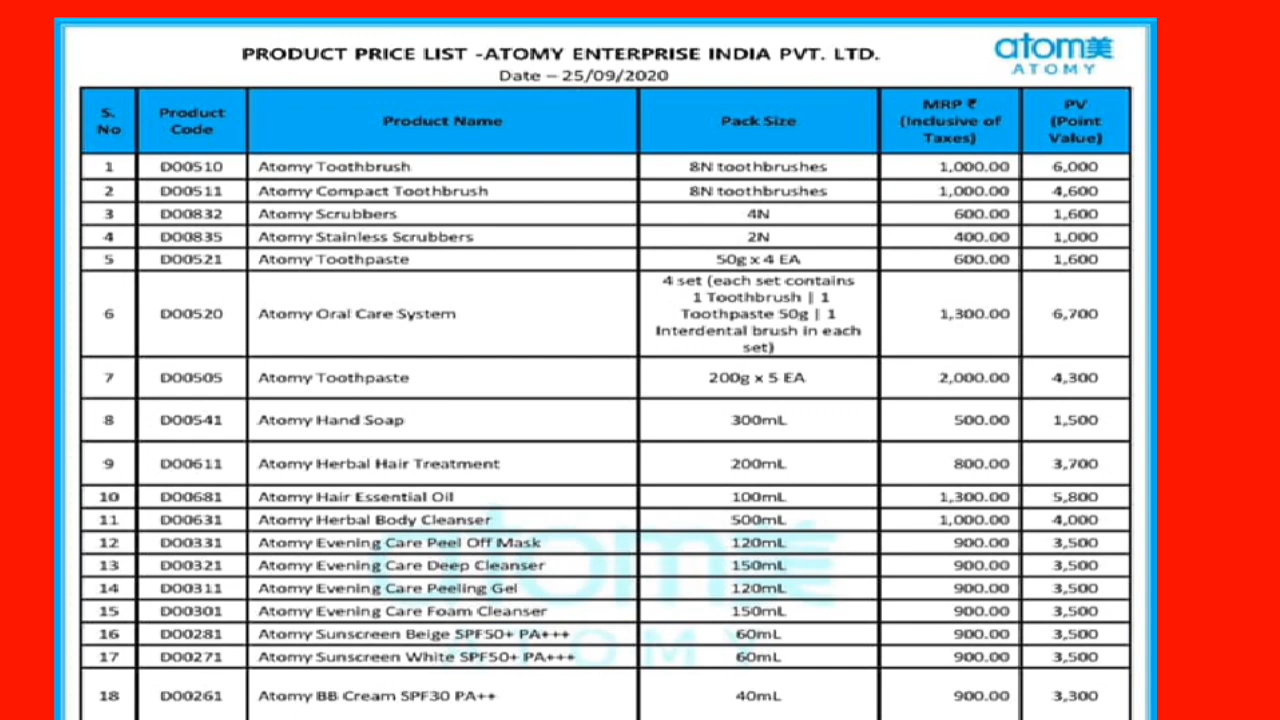 PRODUCT PRICE LIST -ATOMY ENTERPRISE INDIA PVT. LTD.
Date – 25/09/2020
atom美
ATOMY
S. No Product Code Product Name Pack Size MRP ₹ (Inclusive of Taxes) PV (Point Value)
1 D00510 Atomy Toothbrush 8N toothbrushes 1,000.00 6,000
2 D00511 Atomy Compact Toothbrush 8N toothbrushes 1,000.00 4,600
3 D00832 Atomy Scrubbers 4N 600.00 1,600
4 D00835 Atomy Stainless Scrubbers 2N 400.00 1,000
5 D00521 Atomy Toothpaste 50g x 4 EA 600.00 1,600
6 D00520 Atomy Oral Care System 4 set (each set contains 1 Toothbrush | 1 Toothpaste 50g | 1 Interdental brush in each set) 1,300.00 6,700
7 D00505 Atomy Toothpaste 200g x 5 EA 2,000.00 4,300
8 D00541 Atomy Hand Soap 300mL 500.00 1,500
9 D00611 Atomy Herbal Hair Treatment 200mL 800.00 3,700
10 D00681 Atomy Hair Essential Oil 100mL 1,300.00 5,800
11 D00631 Atomy Herbal Body Cleanser 500mL 1,000.00 4,000
12 D00331 Atomy Evening Care Peel Off Mask 120mL 900.00 3,500
13 D00321 Atomy Evening Care Deep Cleanser 150mL 900.00 3,500
14 D00311 Atomy Evening Care Peeling Gel 120mL 900.00 3,500
15 D00301 Atomy Evening Care Foam Cleanser 150mL 900.00 3,500
16 D00281 Atomy Sunscreen Beige SPF50+ PA+++ 60mL 900.00 3,500
17 D00271 Atomy Sunscreen White SPF50+ PA+++ 60mL 900.00 3,500
18 D00261 Atomy BB Cream SPF30 PA++ 40mL 900.00 3,300
atom美
ATOMY